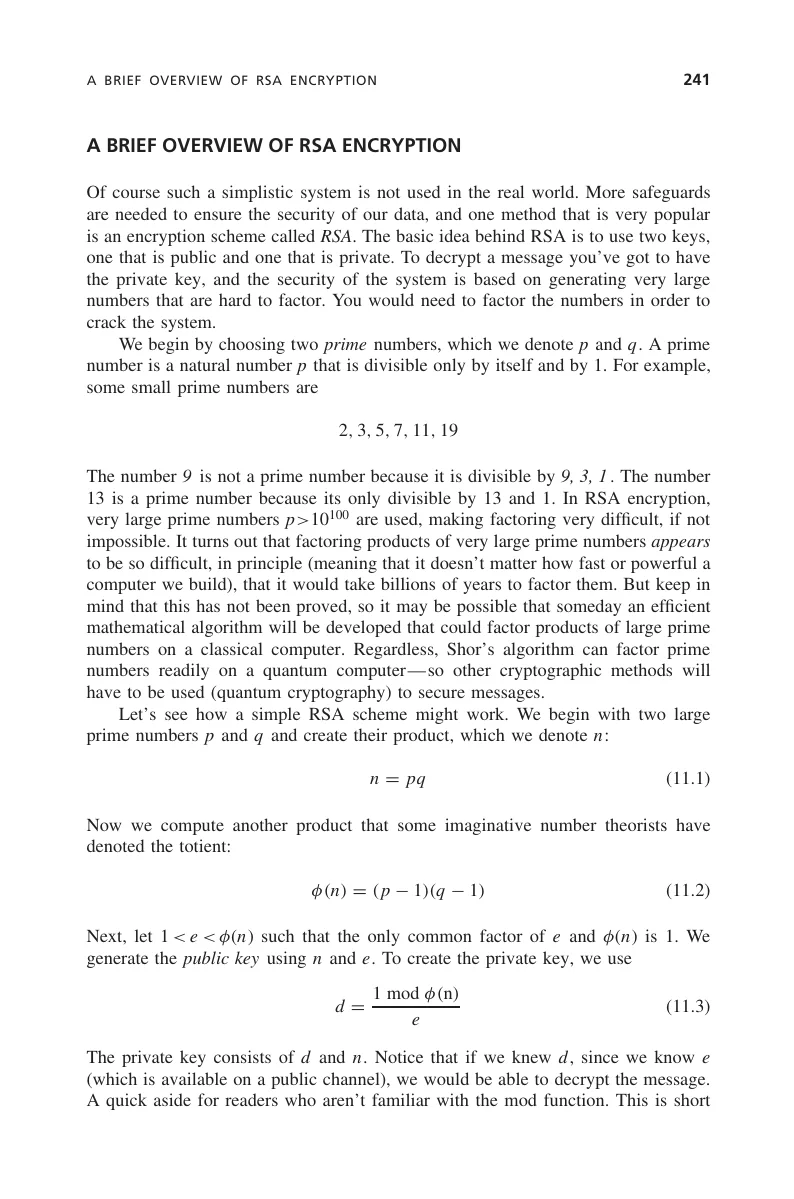 A BRIEF OVERVIEW OF RSA ENCRYPTION 241
A BRIEF OVERVIEW OF RSA ENCRYPTION
Of course such a simplistic system is not used in the real world. More safeguards
are needed to ensure the security of our data, and one method that is very popular
is an encryption scheme called RSA. The basic idea behind RSA is to use two keys,
one that is public and one that is private. To decrypt a message you've got to have
the private key, and the security of the system is based on generating very large
numbers that are hard to factor. You would need to factor the numbers in order to
crack the system.
We begin by choosing two prime numbers, which we denote p and q. A prime
number is a natural number p that is divisible only by itself and by 1. For example,
some small prime numbers are
2, 3, 5, 7, 11, 19
The number 9 is not a prime number because it is divisible by 9, 3, 1. The number
13 is a prime number because its only divisible by 13 and 1. In RSA encryption,
very large prime numbers p>10^100 are used, making factoring very difficult, if not
impossible. It turns out that factoring products of very large prime numbers appears
to be so difficult, in principle (meaning that it doesn't matter how fast or powerful a
computer we build), that it would take billions of years to factor them. But keep in
mind that this has not been proved, so it may be possible that someday an efficient
mathematical algorithm will be developed that could factor products of large prime
numbers on a classical computer. Regardless, Shor's algorithm can factor prime
numbers readily on a quantum computer—so other cryptographic methods will
have to be used (quantum cryptography) to secure messages.
Let's see how a simple RSA scheme might work. We begin with two large
prime numbers p and q and create their product, which we denote n:
n = pq (11.1)
Now we compute another product that some imaginative number theorists have
denoted the totient:
ϕ(n) = (p − 1)(q − 1) (11.2)
Next, let 1 < e < ϕ(n) such that the only common factor of e and ϕ(n) is 1. We
generate the public key using n and e. To create the private key, we use
d = (1 mod ϕ(n))/e (11.3)
The private key consists of d and n. Notice that if we knew d, since we know e
(which is available on a public channel), we would be able to decrypt the message.
A quick aside for readers who aren't familiar with the mod function. This is short